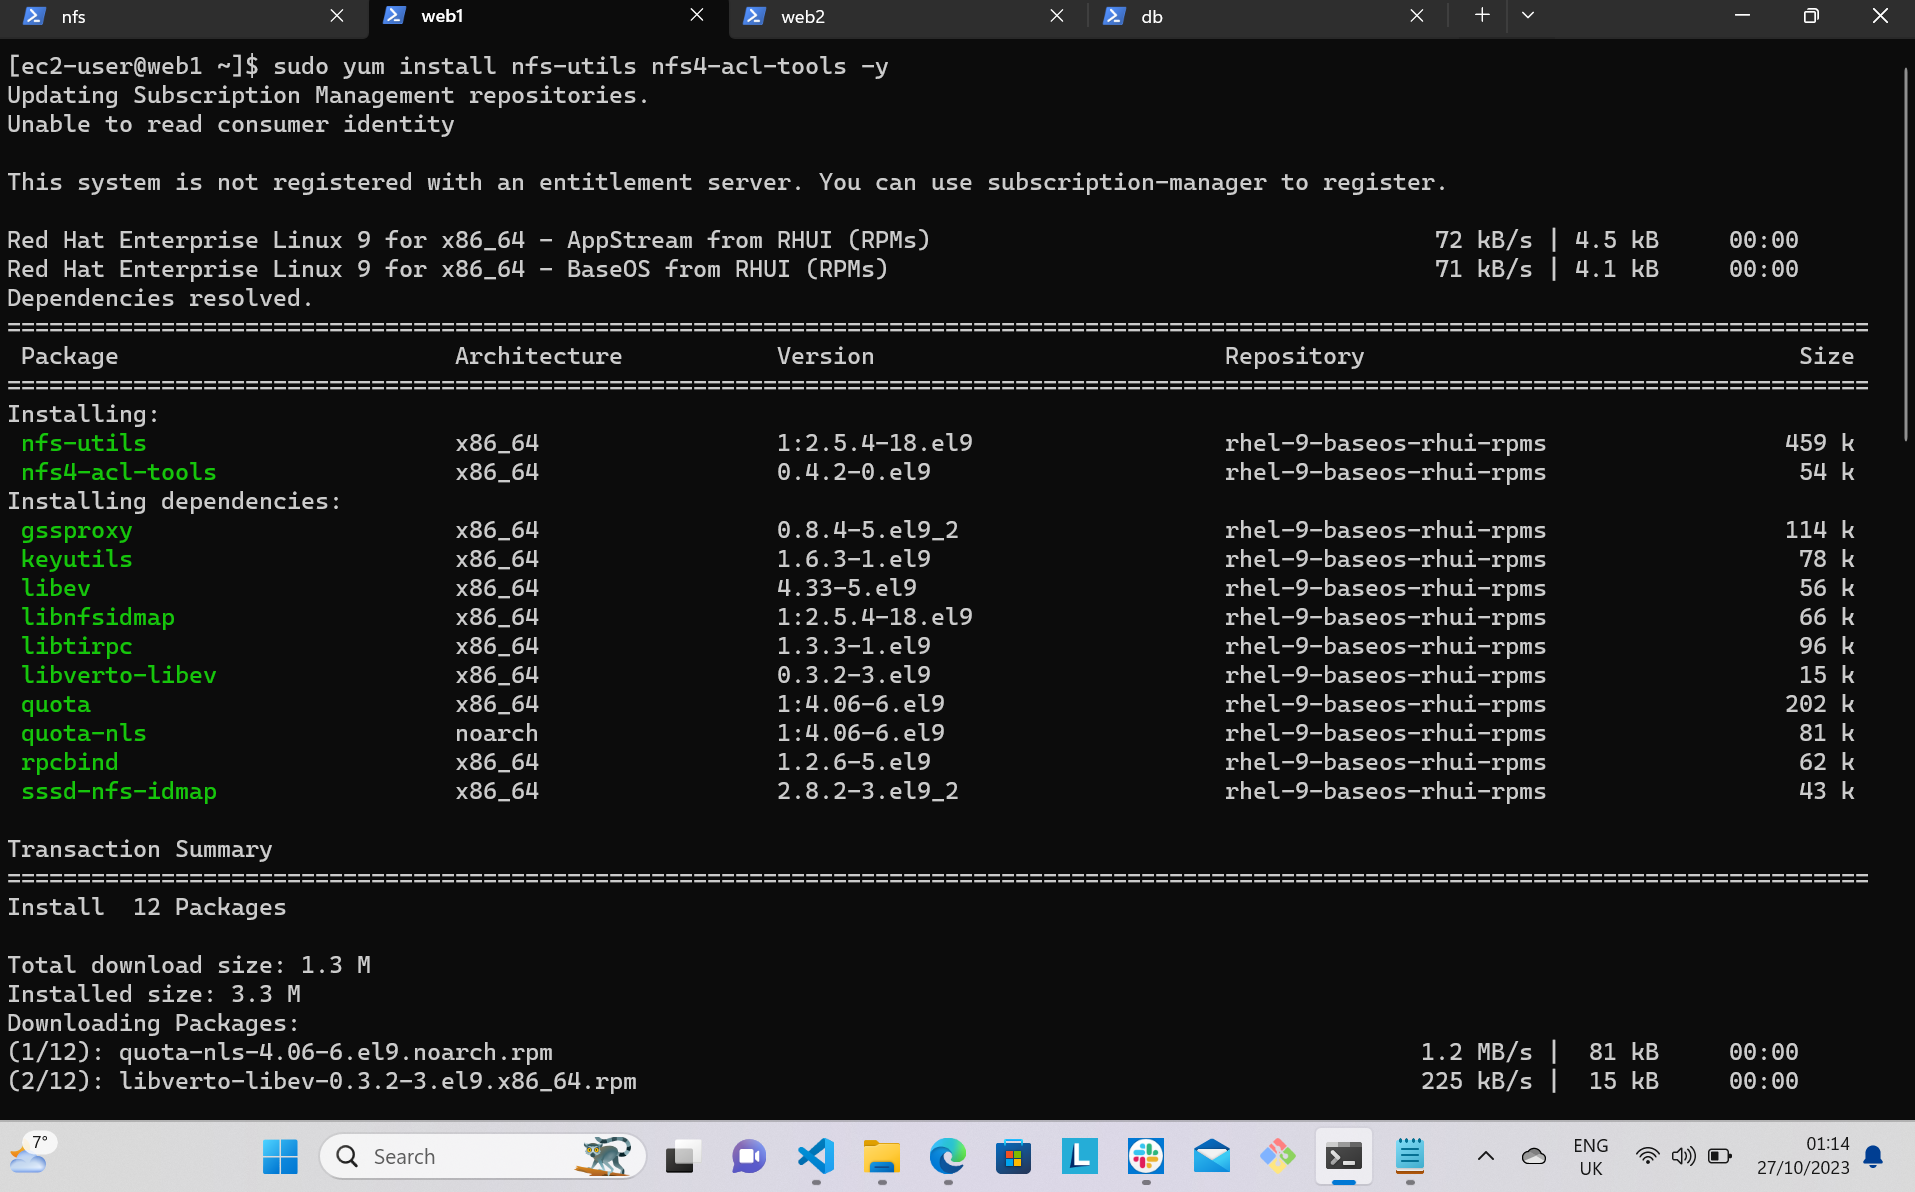 nfs web1 web2 db
[ec2-user@web1 ~]$ sudo yum install nfs-utils nfs4-acl-tools -y
Updating Subscription Management repositories.
Unable to read consumer identity
This system is not registered with an entitlement server. You can use subscription-manager to register.
Red Hat Enterprise Linux 9 for x86_64 - AppStream from RHUI (RPMs) 72 kB/s | 4.5 kB 00:00
Red Hat Enterprise Linux 9 for x86_64 - BaseOS from RHUI (RPMs) 71 kB/s | 4.1 kB 00:00
Dependencies resolved.
=====================================================================================================================================
Package Architecture Version Repository Size
=====================================================================================================================================
Installing:
nfs-utils x86_64 1:2.5.4-18.el9 rhel-9-baseos-rhui-rpms 459 k
nfs4-acl-tools x86_64 0.4.2-0.el9 rhel-9-baseos-rhui-rpms 54 k
Installing dependencies:
gssproxy x86_64 0.8.4-5.el9_2 rhel-9-baseos-rhui-rpms 114 k
keyutils x86_64 1.6.3-1.el9 rhel-9-baseos-rhui-rpms 78 k
libev x86_64 4.33-5.el9 rhel-9-baseos-rhui-rpms 56 k
libnfsidmap x86_64 1:2.5.4-18.el9 rhel-9-baseos-rhui-rpms 66 k
libtirpc x86_64 1.3.3-1.el9 rhel-9-baseos-rhui-rpms 96 k
libverto-libev x86_64 0.3.2-3.el9 rhel-9-baseos-rhui-rpms 15 k
quota x86_64 1:4.06-6.el9 rhel-9-baseos-rhui-rpms 202 k
quota-nls noarch 1:4.06-6.el9 rhel-9-baseos-rhui-rpms 81 k
rpcbind x86_64 1.2.6-5.el9 rhel-9-baseos-rhui-rpms 62 k
sssd-nfs-idmap x86_64 2.8.2-3.el9_2 rhel-9-baseos-rhui-rpms 43 k
Transaction Summary
=====================================================================================================================================
Install 12 Packages
Total download size: 1.3 M
Installed size: 3.3 M
Downloading Packages:
(1/12): quota-nls-4.06-6.el9.noarch.rpm 1.2 MB/s | 81 kB 00:00
(2/12): libverto-libev-0.3.2-3.el9.x86_64.rpm 225 kB/s | 15 kB 00:00
7°
Search
L
ENG
UK
01:14
27/10/2023